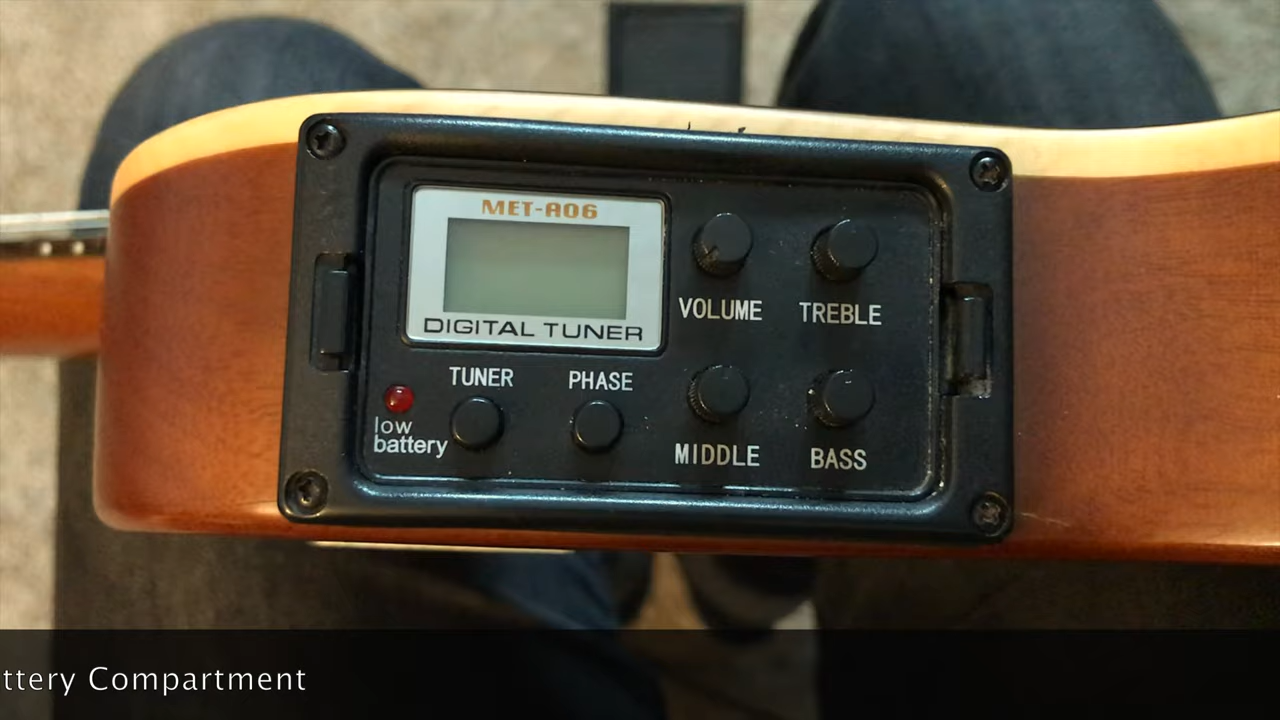 MET-A06
DIGITAL TUNER
VOLUME
TREBLE
TUNER
PHASE
low
battery
MIDDLE
BASS
ttery Compartment